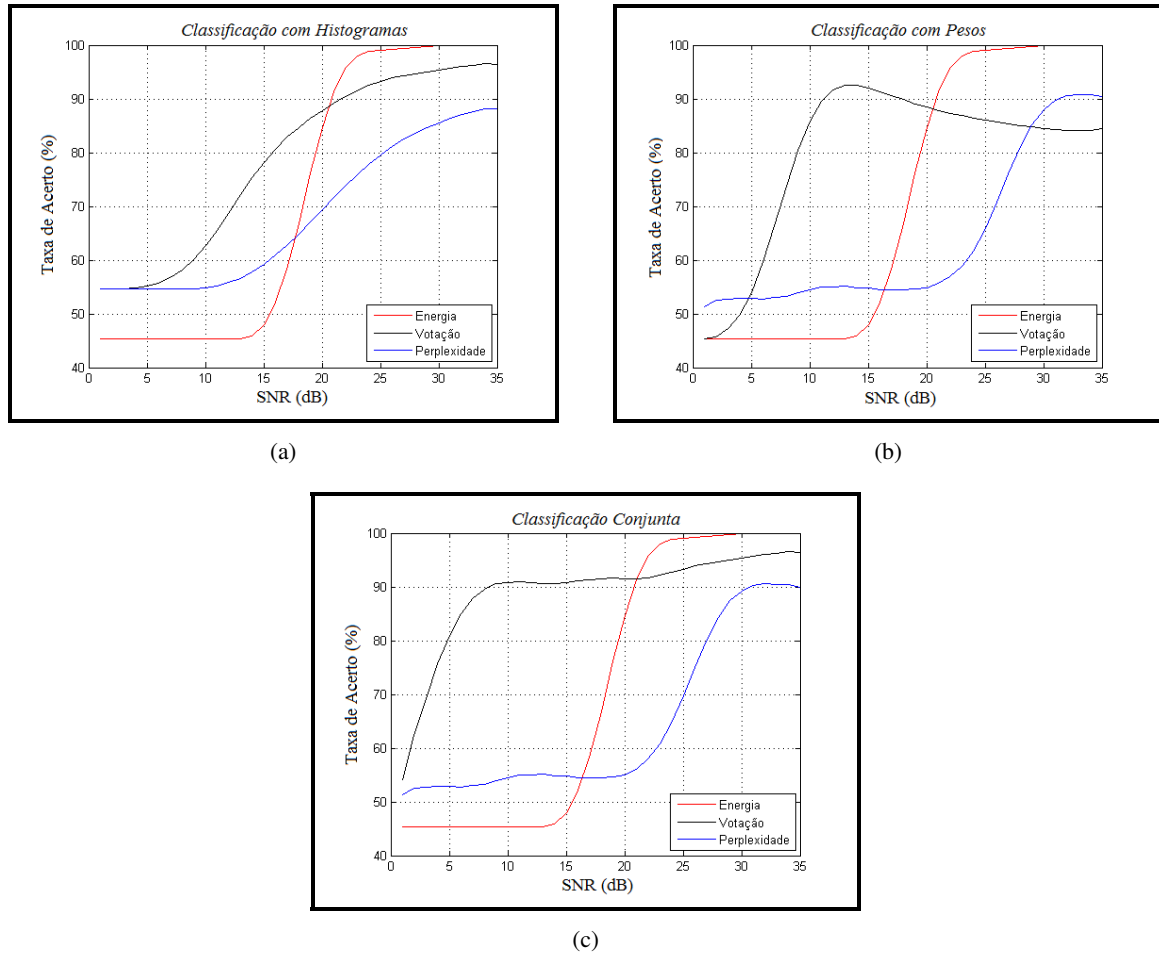 Classificação com Histogramas
Taxa de Acerto (%)
100
90
80
70
60
50
40
0 5 10 15 20 25 30 35
SNR (dB)
Energia
Votação
Perplexidade
(a)
Classificação com Pesos
Taxa de Acerto (%)
100
90
80
70
60
50
40
0 5 10 15 20 25 30 35
SNR (dB)
Energia
Votação
Perplexidade
(b)
Classificação Conjunta
Taxa de Acerto (%)
100
90
80
70
60
50
40
0 5 10 15 20 25 30 35
SNR (dB)
Energia
Votação
Perplexidade
(c)